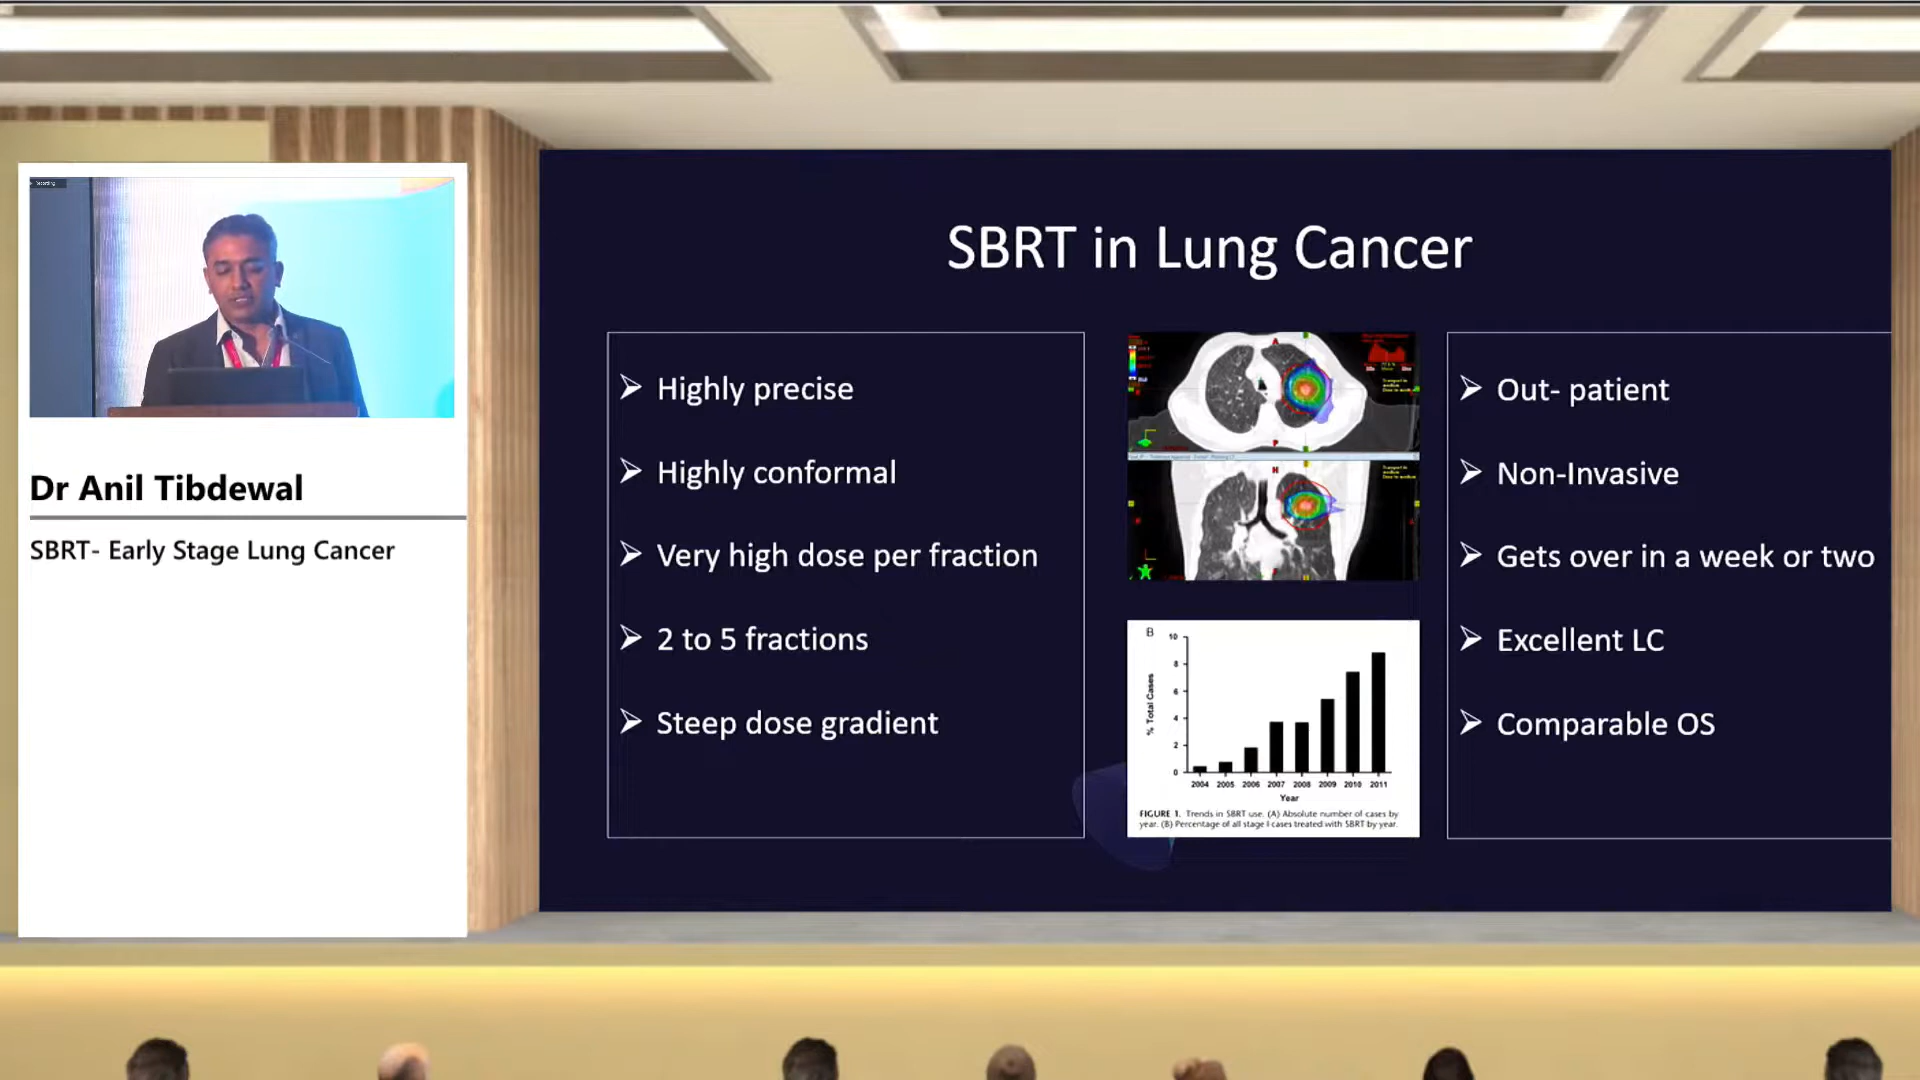 Recording
Dr Anil Tibdewal
SBRT- Early Stage Lung Cancer
SBRT in Lung Cancer
➢ Highly precise
➢ Highly conformal
➢ Very high dose per fraction
➢ 2 to 5 fractions
➢ Steep dose gradient
A
P
H
B
% Total Cases
10
8
6
4
2
0
2004 2005 2006 2007 2008 2009 2010 2011
Year
FIGURE 1. Trends in SBRT use. (A) Absolute number of cases by
year. (B) Percentage of all stage I cases treated with SBRT by year.
➢ Out- patient
➢ Non-Invasive
➢ Gets over in a week or two
➢ Excellent LC
➢ Comparable OS